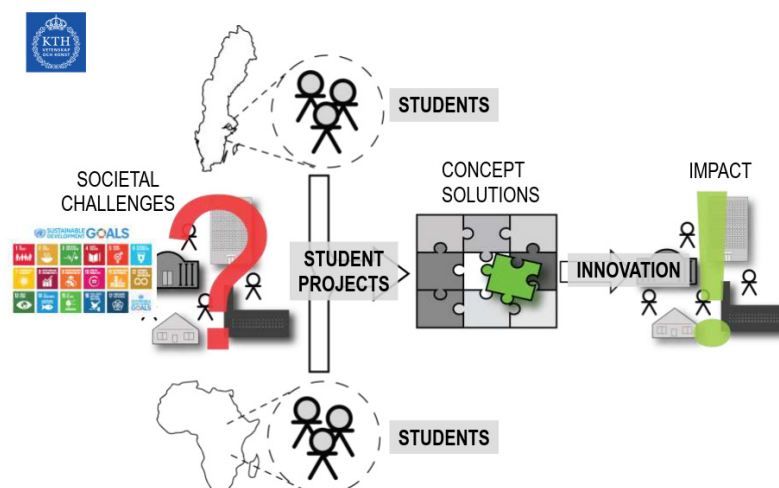 KTH
VETENSKAP
OCH KONST
STUDENTS
SOCIETAL
CHALLENGES
CONCEPT
SOLUTIONS
IMPACT
SUSTAINABLE
DEVELOPMENT
GOALS
STUDENT
PROJECTS
INNOVATION
STUDENTS